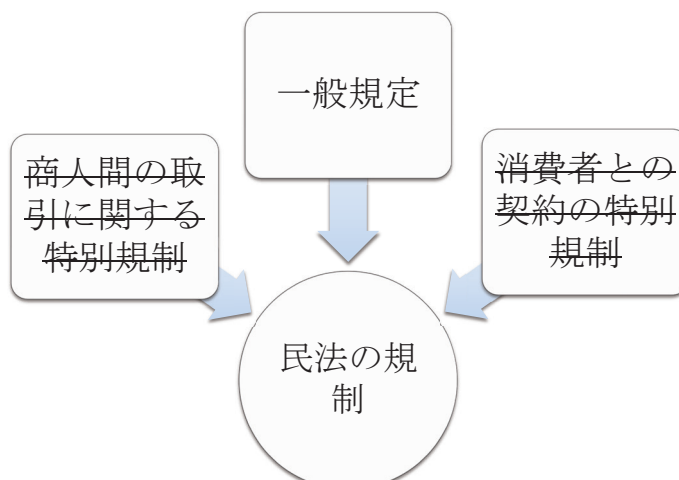 一般規定
商人間の取
引に関する
特別規制
消費者との
契約の特別
規制
民法の規
制